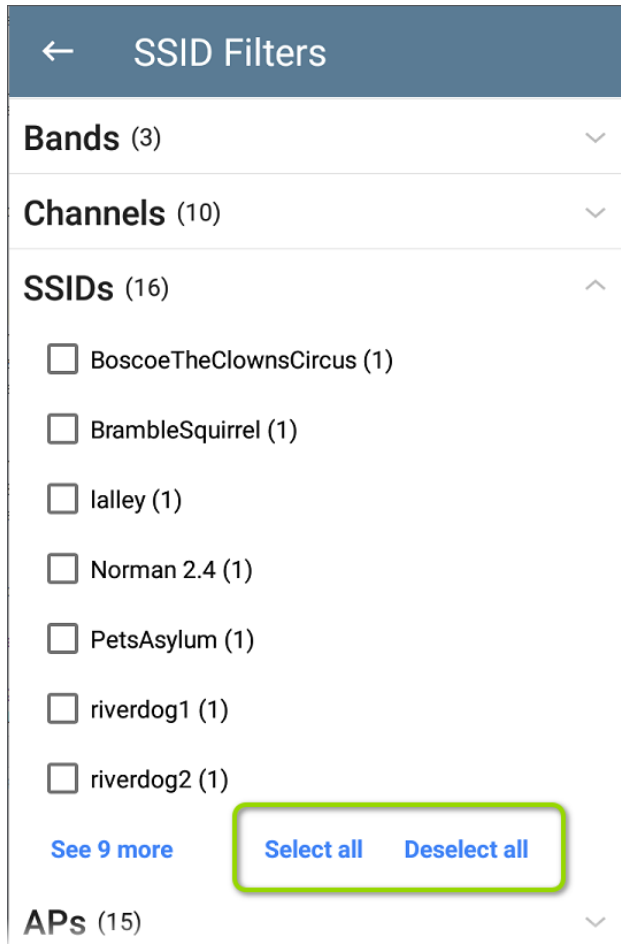 SSID Filters
Bands (3)
Channels (10)
SSIDs (16)
BoscoeTheClownsCircus (1)
BrambleSquirrel (1)
lalley (1)
Norman 2.4 (1)
PetsAsylum (1)
riverdog1 (1)
riverdog2 (1)
See 9 more Select all Deselect all
APs (15)